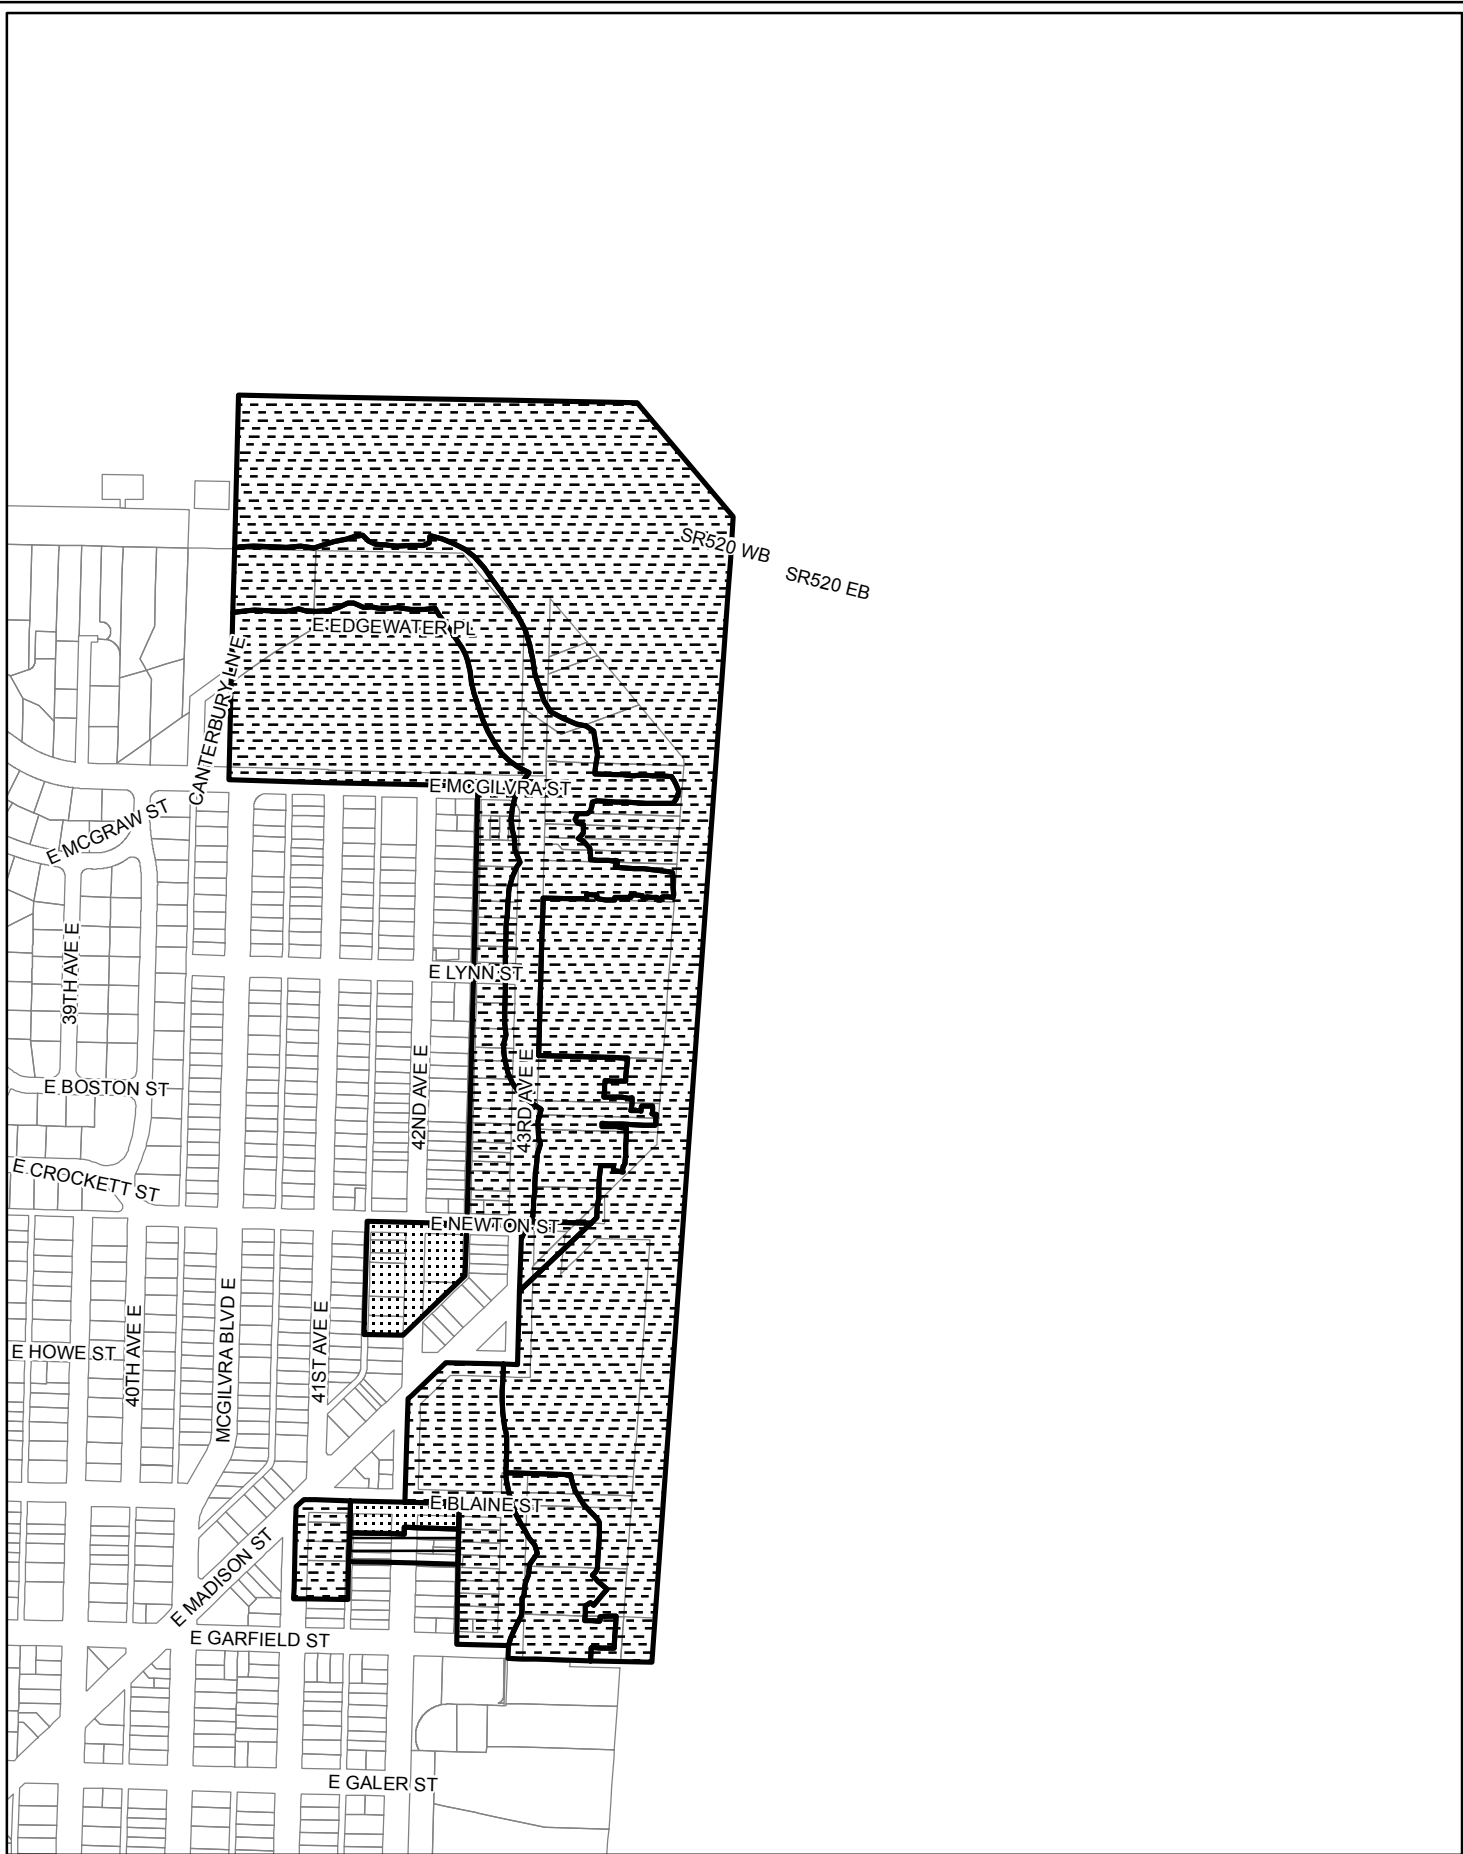 SR520 WB
SR520 EB
E EDGEWATER PL
CANTERBURY LN E
E MCGILVRA ST
E MCGRAW ST
39TH AVE E
E LYNN ST
E BOSTON ST
42ND AVE E
43RD AVE E
E CROCKETT ST
E NEWTON ST
E HOWE ST
40TH AVE E
MCGILVRA BLVD E
41ST AVE E
E BLAINE ST
E MADISON ST
E GARFIELD ST
E GALER ST